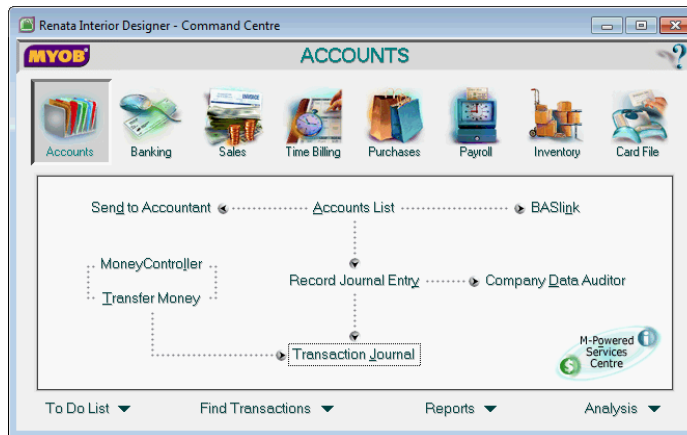 Renata Interior Designer - Command Centre
MYOB
ACCOUNTS
?
Accounts
Banking
Sales
Time Billing
Purchases
Payroll
Inventory
Card File
Send to Accountant
Accounts List
BASlink
MoneyController
Record Journal Entry
Company Data Auditor
Transfer Money
Transaction Journal
M-Powered
Services
Centre
To Do List
Find Transactions
Reports
Analysis